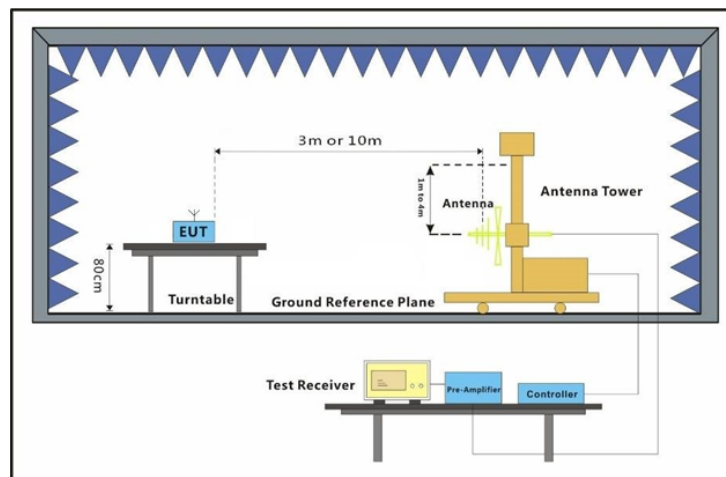 3m or 10m
1m to 4m
Antenna
Antenna Tower
EUT
80cm
Turntable
Ground Reference Plane
Test Receiver
Pre-Amplifier
Controller